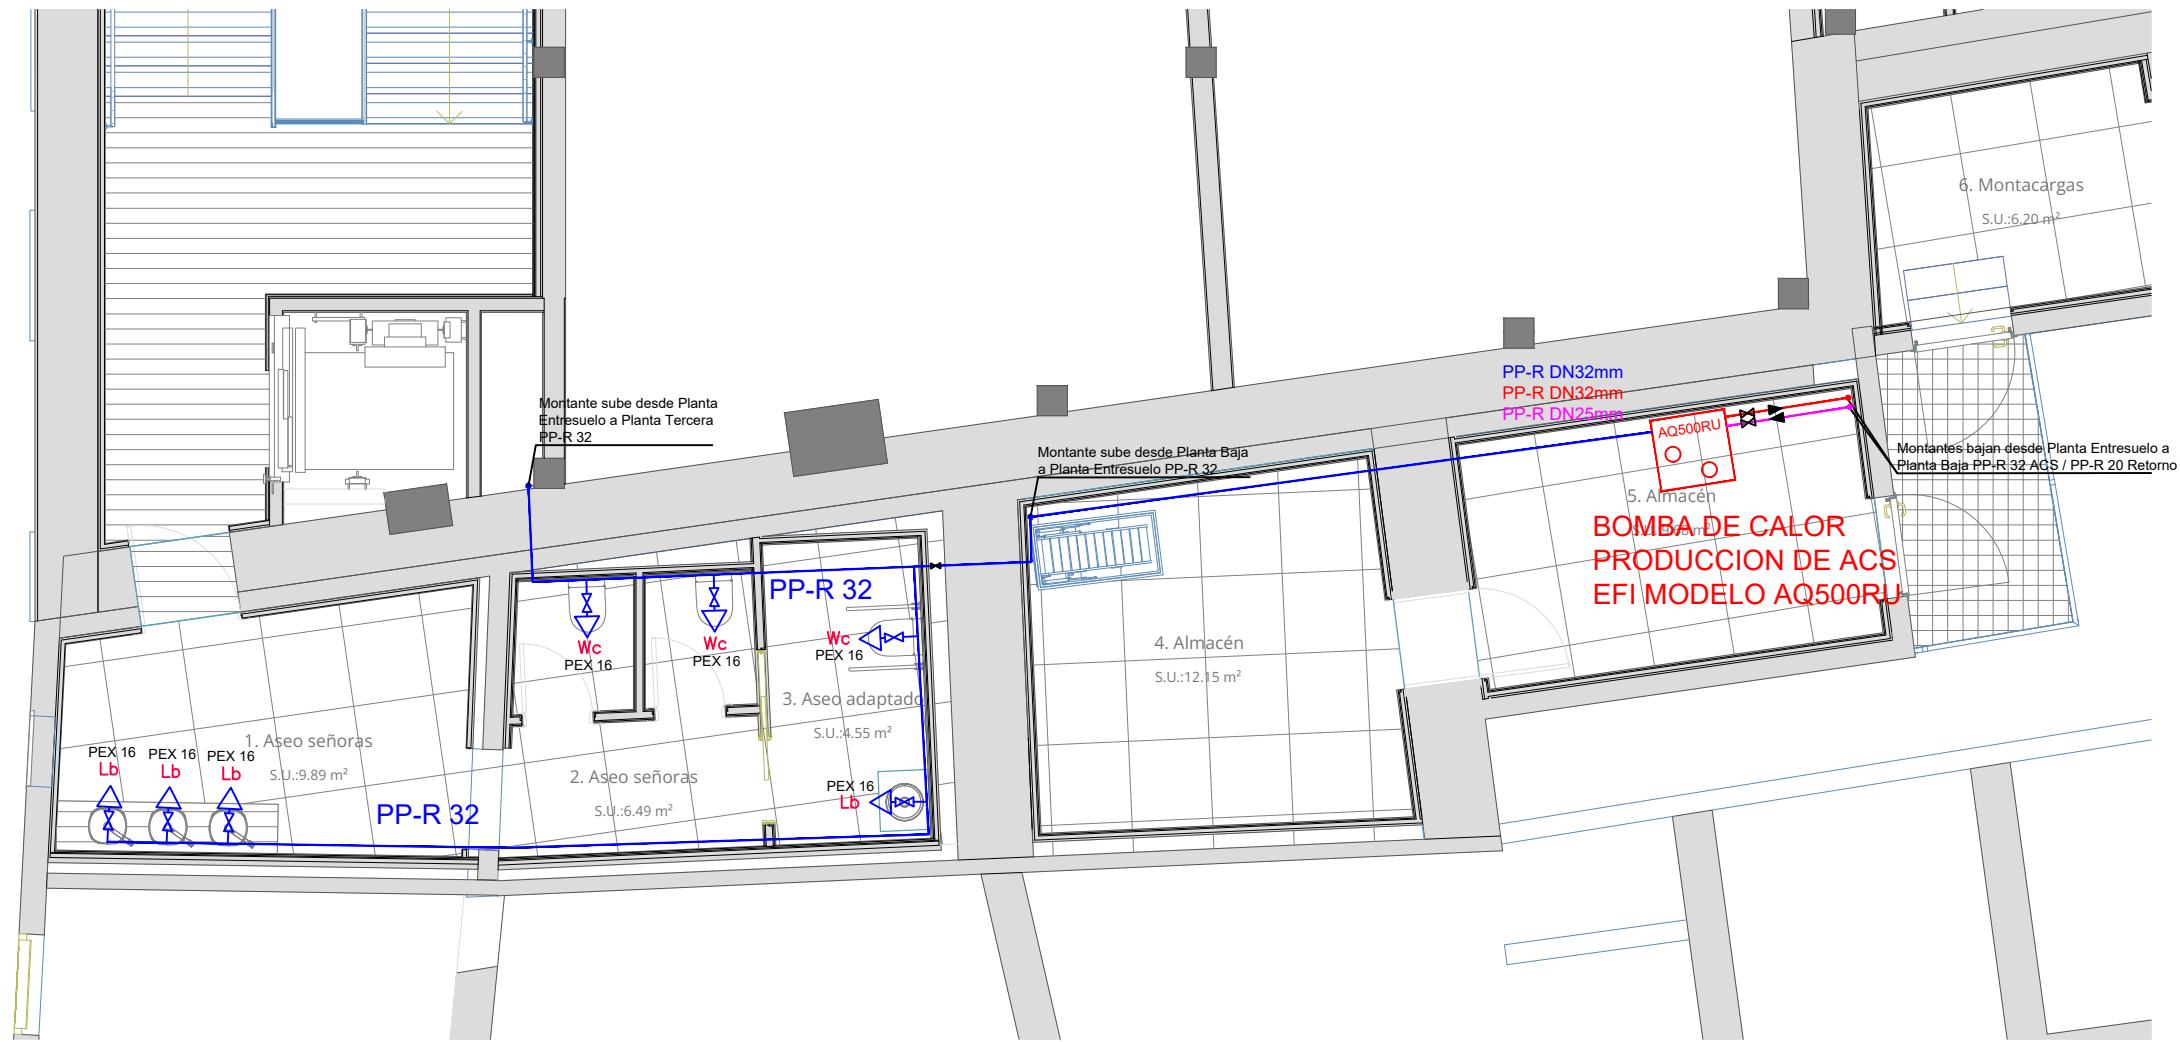 6. Montacargas
S.U.:6.20 m²
PP-R DN32mm
PP-R DN32mm
PP-R DN25mm
Montante sube desde Planta
Entresuelo a Planta Tercera
PP-R 32
AQ500RU
Montante sube desde Planta Baja
a Planta Entresuelo PP-R 32
Montantes bajan desde Planta Entresuelo a
Planta Baja PP-R 32 ACS / PP-R 20 Retorno
5. Almacén
BOMBA DE CALOR
PRODUCCION DE ACS
EFI MODELO AQ500RU
PP-R 32
Wc
PEX 16
Wc
PEX 16
Wc
PEX 16
4. Almacén
S.U.:12.15 m²
3. Aseo adaptado
S.U.:4.55 m²
1. Aseo señoras
S.U.:9.89 m²
PEX 16
Lb
PEX 16
Lb
PEX 16
Lb
2. Aseo señoras
S.U.:6.49 m²
PEX 16
Lb
PP-R 32